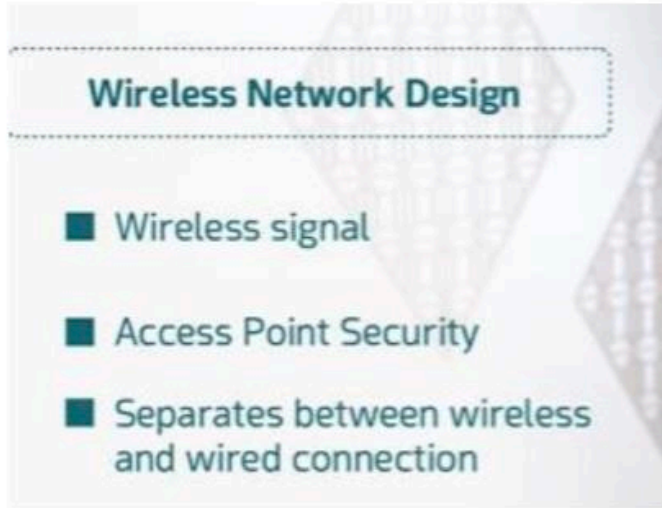 Wireless Network Design
Wireless signal
Access Point Security
Separates between wireless
and wired connection